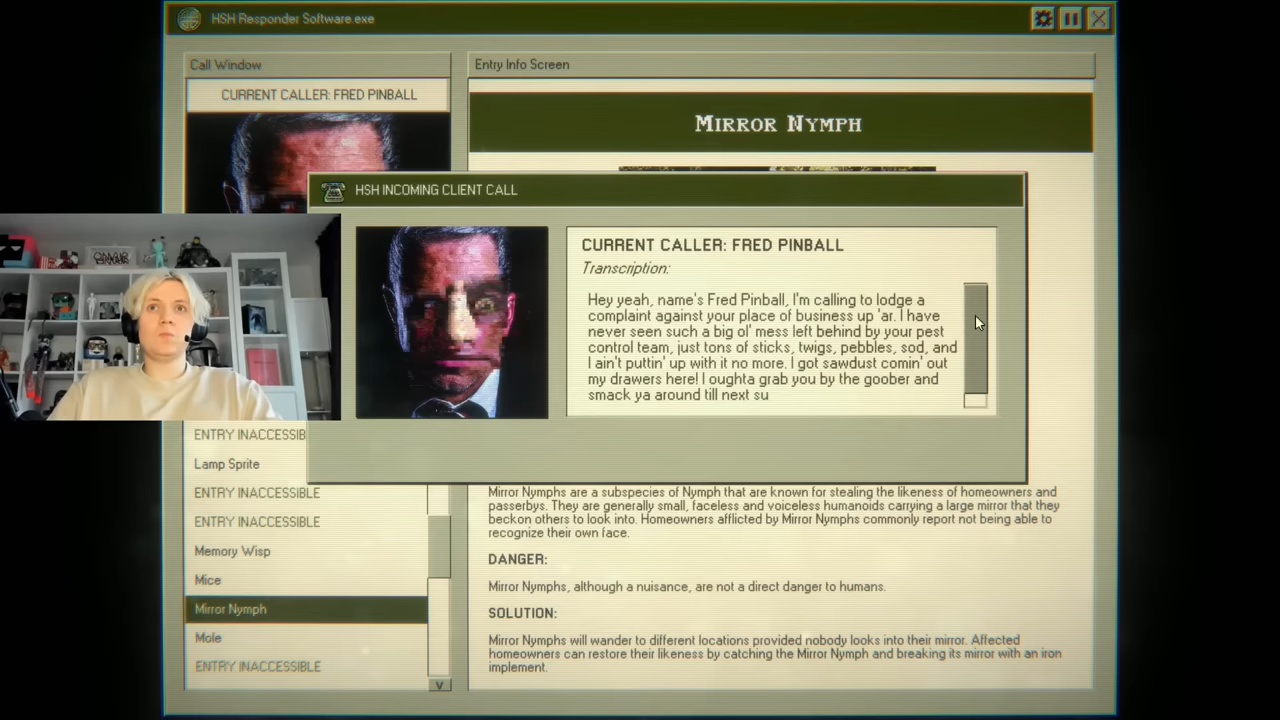 HSH Responder Software.exe
Call Window
Entry Info Screen
CURRENT CALLER: FRED PINBALL
MIRROR NYMPH
HSH INCOMING CLIENT CALL
CURRENT CALLER: FRED PINBALL
Transcription:
Hey yeah, name's Fred Pinball, I'm calling to lodge a
complaint against your place of business up 'ar. I have
never seen such a big ol' mess left behind by your pest
control team, just tons of sticks, twigs, pebbles, sod, and
I ain't puttin' up with it no more. I got sawdust comin' out
my drawers here! I oughta grab you by the goober and
smack ya around till next su
ENTRY INACCESSIB
Lamp Sprite
ENTRY INACCESSIBLE
ENTRY INACCESSIBLE
Memory Wisp
Mice
Mirror Nymph
Mole
ENTRY INACCESSIBLE
Mirror Nymphs are a subspecies of Nymph that are known for stealing the likeness of homeowners and
passerbys. They are generally small, faceless and voiceless humanoids carrying a large mirror that they
beckon others to look into. Homeowners afflicted by Mirror Nymphs commonly report not being able to
recognize their own face.
DANGER:
Mirror Nymphs, although a nuisance, are not a direct danger to humans.
SOLUTION:
Mirror Nymphs will wander to different locations provided nobody looks into their mirror. Affected
homeowners can restore their likeness by catching the Mirror Nymph and breaking its mirror with an iron
implement.